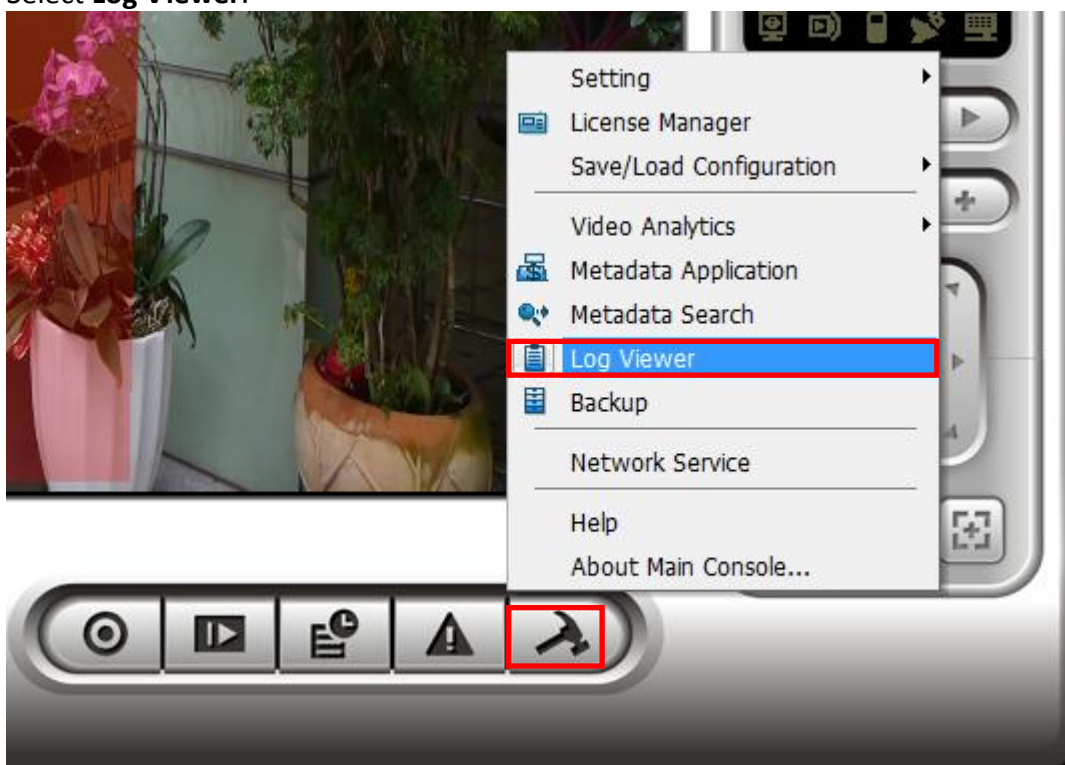 Select Log Viewer.
Setting
License Manager
Save/Load Configuration
Video Analytics
Metadata Application
Metadata Search
Log Viewer
Backup
Network Service
Help
About Main Console...